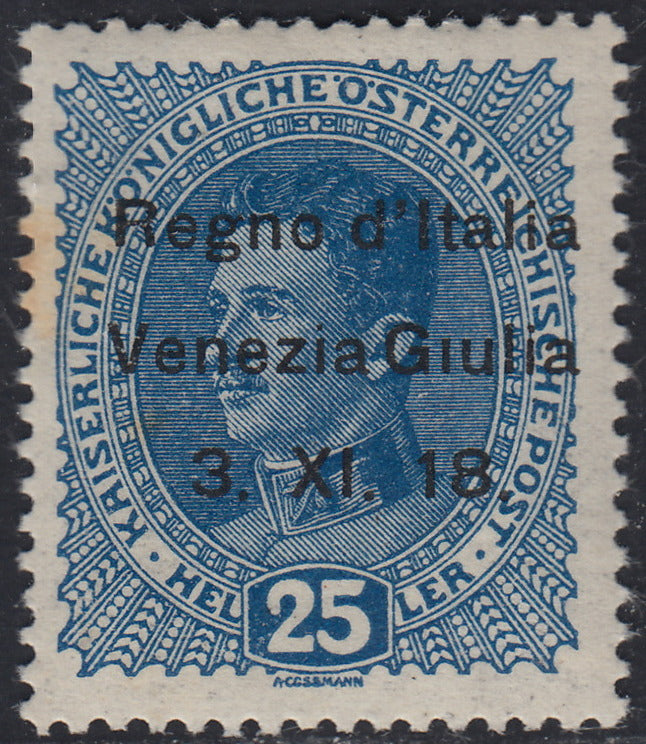 KAISERLICHE KÖNIGLICHE ÖSTERREICHISCHE POST
Regno d'Italia
Venezia Giulia
3. XI. 18.
HELLER
25
A. COSSMANN